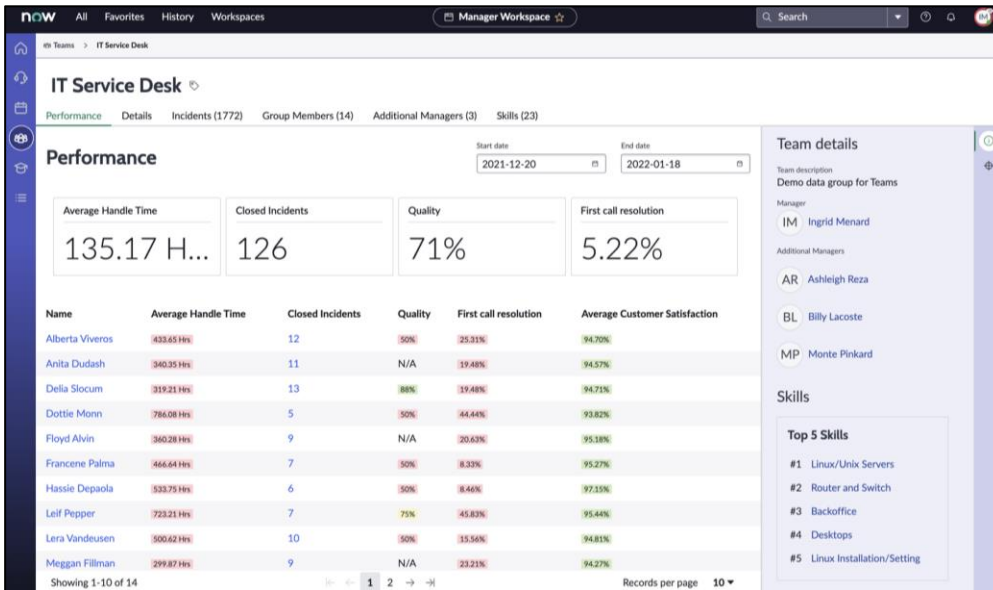 now All Favorites History Workspaces Manager Workspace Search IM
Teams > IT Service Desk
IT Service Desk
Performance Details Incidents (1772) Group Members (14) Additional Managers (3) Skills (23)
Performance
Start date End date
2021-12-20 2022-01-18
Average Handle Time Closed Incidents Quality First call resolution
135.17 H... 126 71% 5.22%
Name Average Handle Time Closed Incidents Quality First call resolution Average Customer Satisfaction
Alberta Viveros 433.65 Hrs 12 50% 25.31% 94.70%
Anita Dudash 340.35 Hrs 11 N/A 19.48% 94.57%
Delia Slocum 319.21 Hrs 13 88% 19.48% 94.71%
Dottie Monn 786.08 Hrs 5 50% 44.44% 93.82%
Floyd Alvin 360.28 Hrs 9 N/A 20.63% 95.18%
Francene Palma 466.64 Hrs 7 50% 8.33% 95.27%
Hassie Depaola 533.75 Hrs 6 50% 8.46% 97.15%
Leif Pepper 723.21 Hrs 7 75% 45.83% 95.44%
Lera Vandeusen 500.62 Hrs 10 50% 15.56% 94.81%
Meggan Fillman 299.87 Hrs 9 N/A 23.21% 94.27%
Showing 1-10 of 14 1 2 Records per page 10
Team details
Team description
Demo data group for Teams
Manager
IM Ingrid Menard
Additional Managers
AR Ashleigh Reza
BL Billy Lacoste
MP Monte Pinkard
Skills
Top 5 Skills
#1 Linux/Unix Servers
#2 Router and Switch
#3 Backoffice
#4 Desktops
#5 Linux Installation/Setting